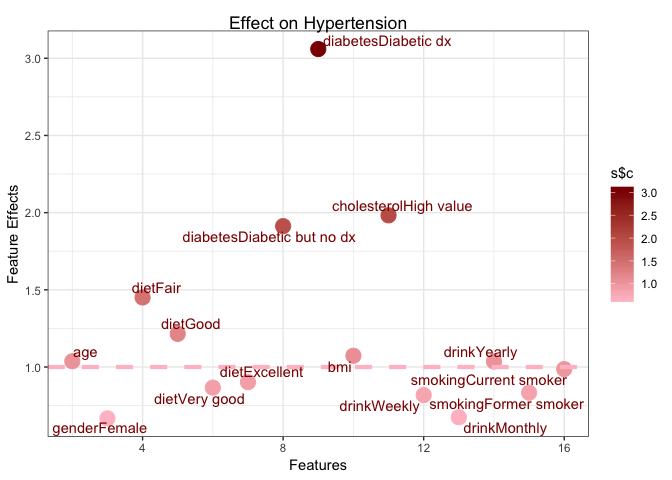 Effect on Hypertension
diabetesDiabetic dx
3.0
2.5
s$c
3.0
cholesterolHigh value
2.5
2.0
2.0
diabetesDiabetic but no dx
1.5
1.0
Feature Effects
dietFair
1.5
dietGood
age
drinkYearly
1.0
bmi
dietExcellent
smokingCurrent smoker
dietVery good
drinkWeekly
smokingFormer smoker
genderFemale
drinkMonthly
4
8
12
16
Features